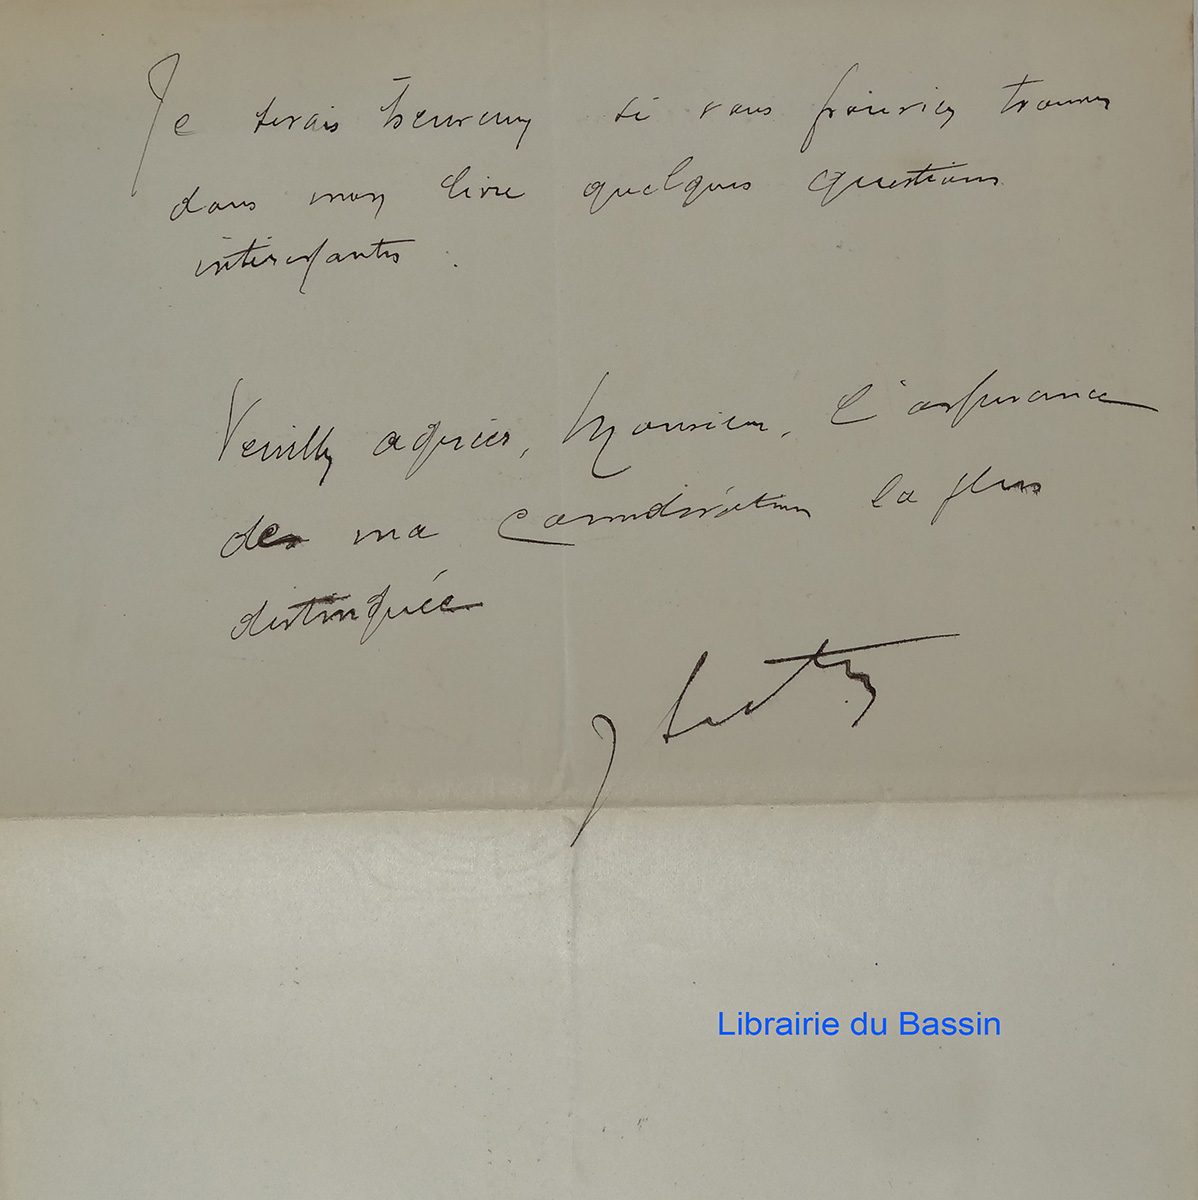 Je serais heureux si vous pouviez trouver
dans mon livre quelques questions
intéressantes.
Veuillez agréer, Monsieur, l'assurance
de ma considération la plus
distinguée
J
Librairie du Bassin